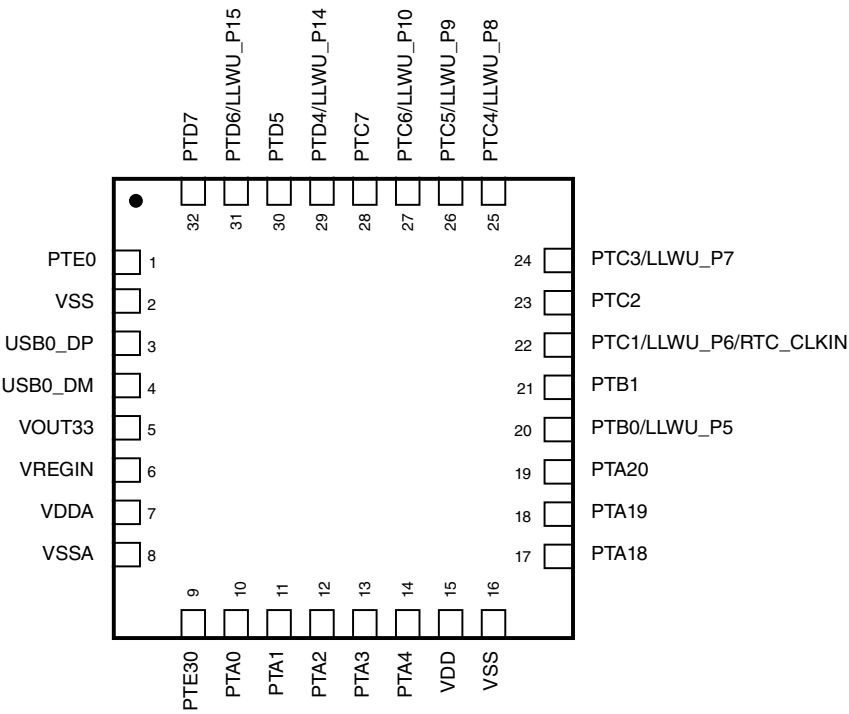 PTD7
PTD6/LLWU_P15
PTD5
PTD4/LLWU_P14
PTC7
PTC6/LLWU_P10
PTC5/LLWU_P9
PTC4/LLWU_P8
32
31
30
29
28
27
26
25
PTE0 1
VSS 2
USB0_DP 3
USB0_DM 4
VOUT33 5
VREGIN 6
VDDA 7
VSSA 8
24 PTC3/LLWU_P7
23 PTC2
22 PTC1/LLWU_P6/RTC_CLKIN
21 PTB1
20 PTB0/LLWU_P5
19 PTA20
18 PTA19
17 PTA18
9
10
11
12
13
14
15
16
PTE30
PTA0
PTA1
PTA2
PTA3
PTA4
VDD
VSS